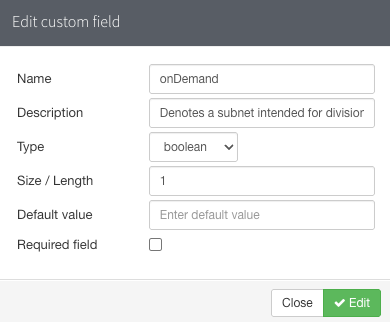 Edit custom field
Name onDemand
Description Denotes a subnet intended for division
Type boolean
Size / Length 1
Default value Enter default value
Required field
Close Edit